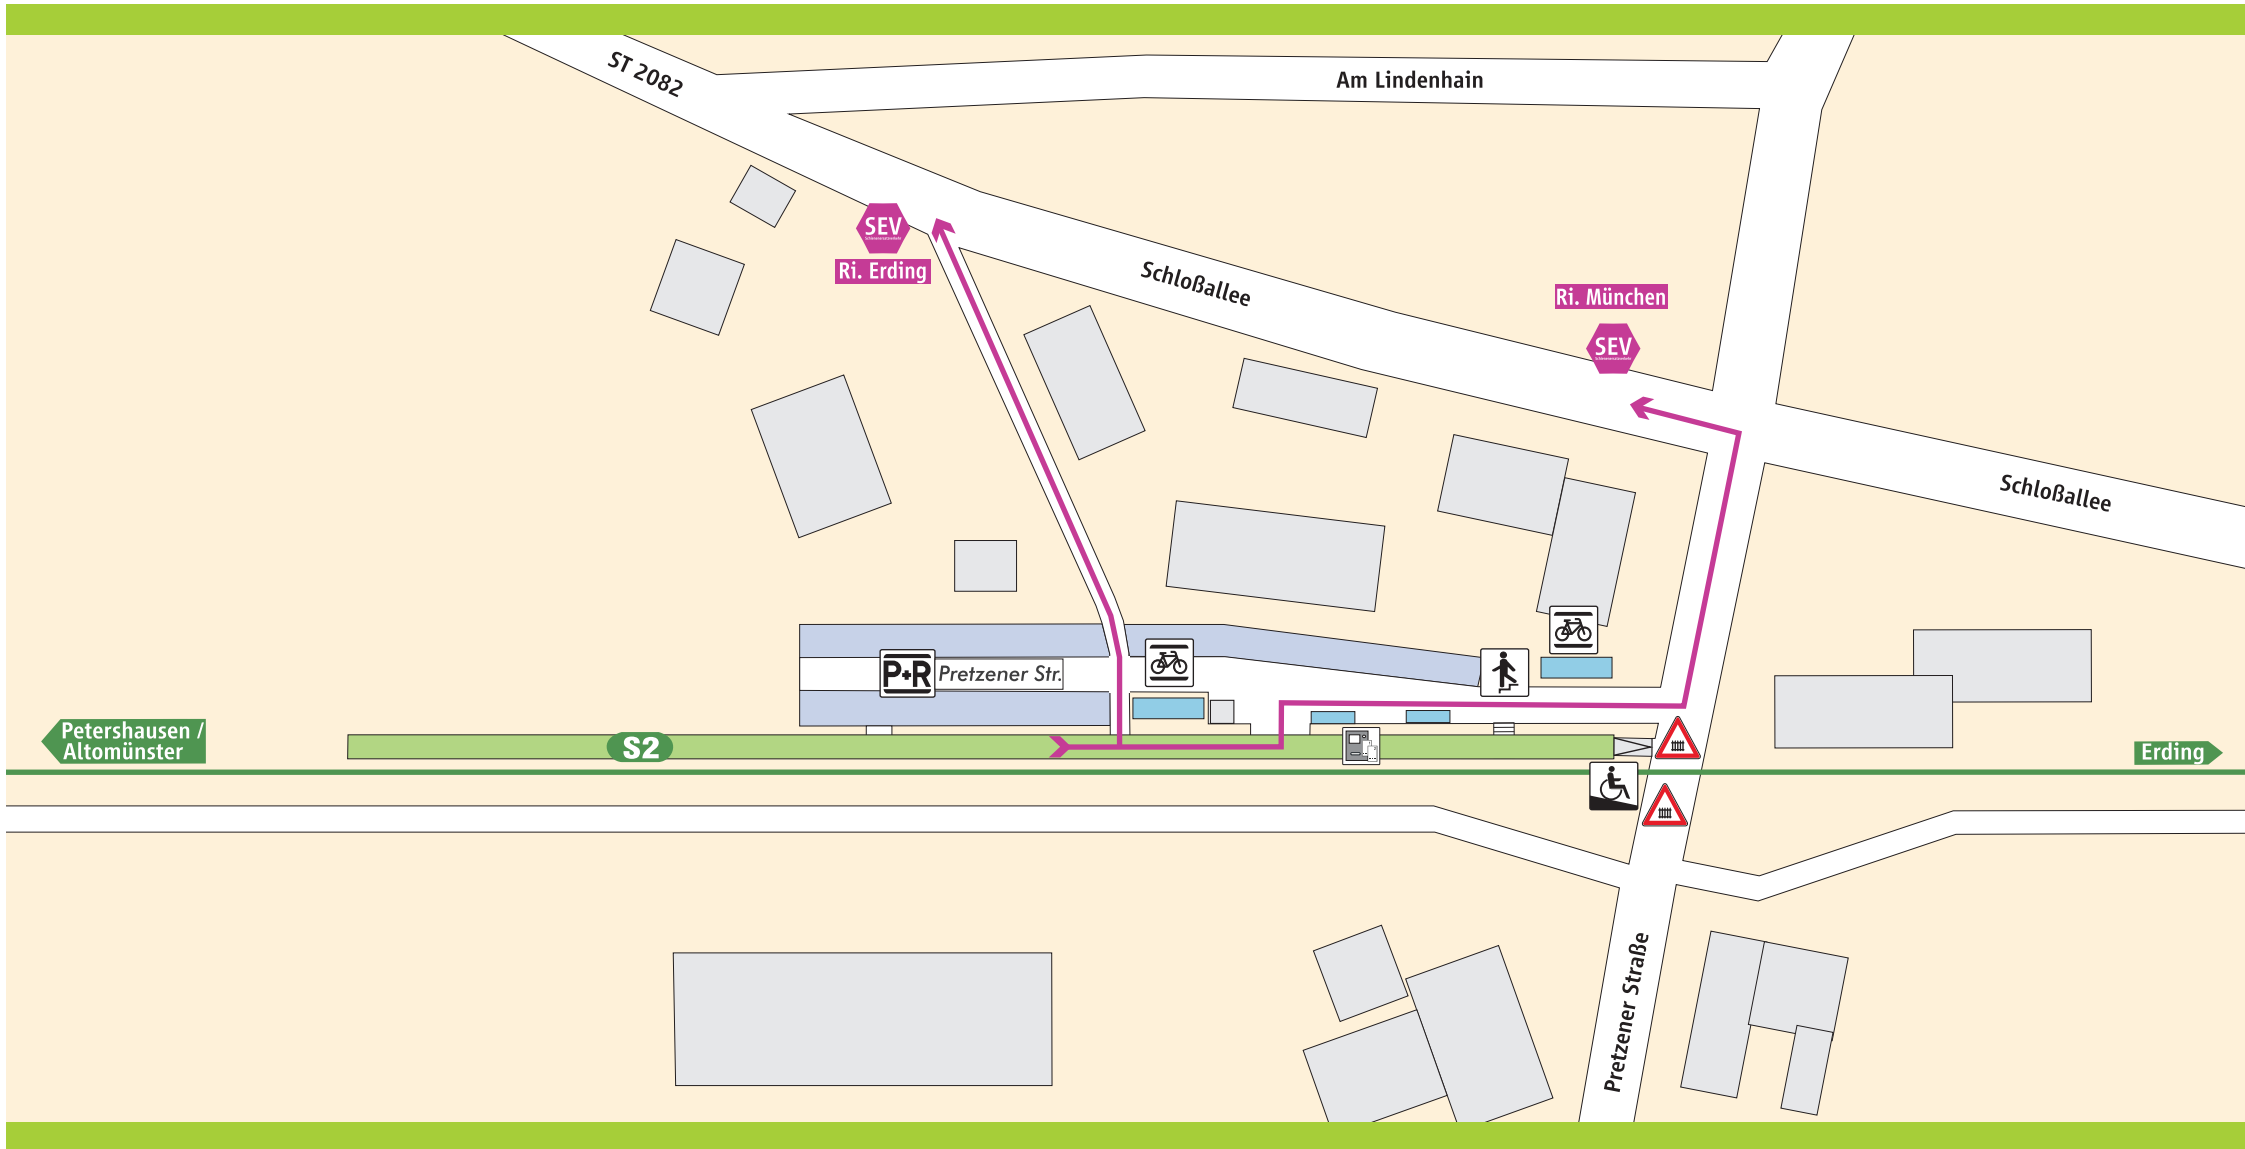 ST 2082
Am Lindenhain
SEV
Ri. Erding
Schloßallee
Ri. München
SEV
Schloßallee
P+R
Pretzener Str.
Petershausen /
Altomünster
S2
Erding
Pretzener Straße